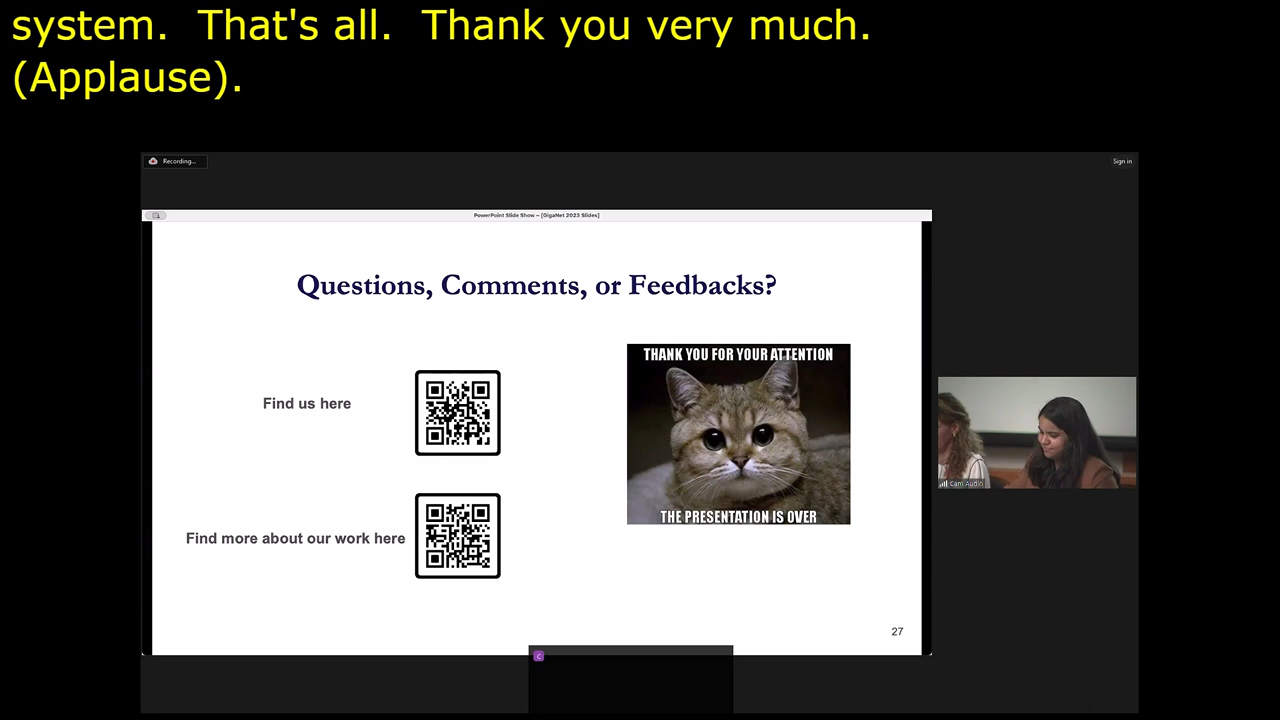 system.  That's all.  Thank you very much.
(Applause).
Recording...
Sign in
PowerPoint Slide Show – [GigaNet 2023 Slides]
Questions, Comments, or Feedbacks?
THANK YOU FOR YOUR ATTENTION
Find us here
THE PRESENTATION IS OVER
Find more about our work here
Cam Audio
27
C